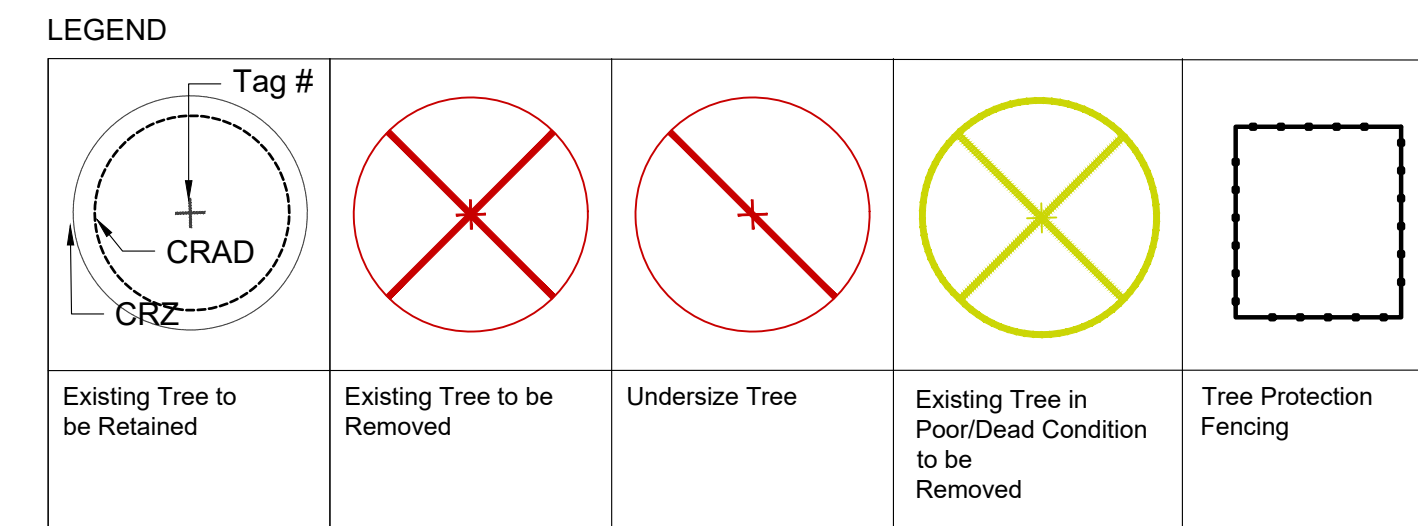 LEGEND
Tag #
CRAD
CRZ
Existing Tree to
be Retained
Existing Tree to be
Removed
Undersize Tree
Existing Tree in
Poor/Dead Condition
to be
Removed
Tree Protection
Fencing